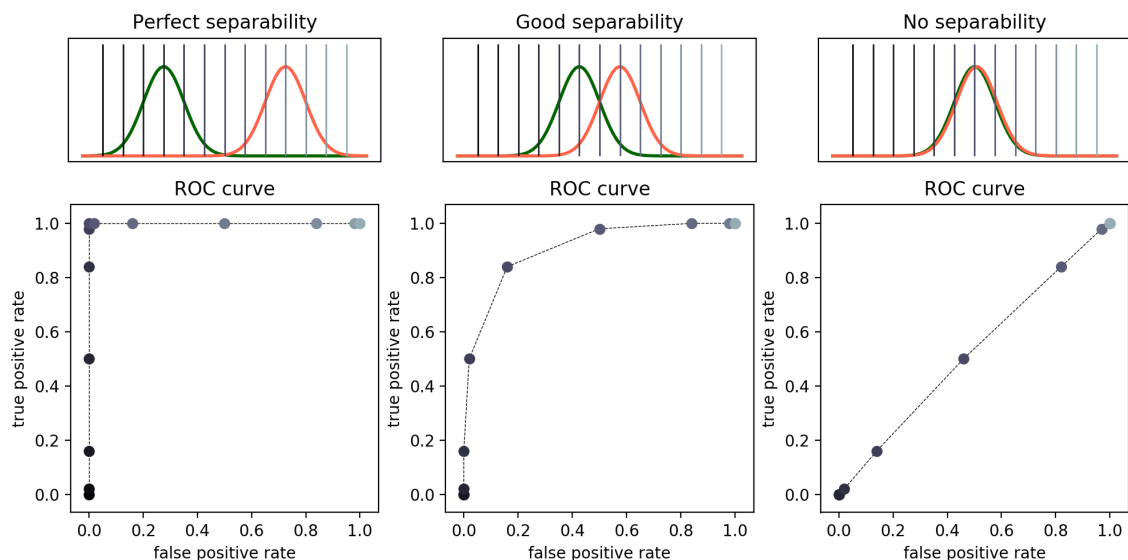 Perfect separability
Good separability
No separability
ROC curve
ROC curve
ROC curve
1.0
0.8
0.6
0.4
0.2
0.0
true positive rate
0.0 0.2 0.4 0.6 0.8 1.0
false positive rate
1.0
0.8
0.6
0.4
0.2
0.0
true positive rate
0.0 0.2 0.4 0.6 0.8 1.0
false positive rate
1.0
0.8
0.6
0.4
0.2
0.0
true positive rate
0.0 0.2 0.4 0.6 0.8 1.0
false positive rate